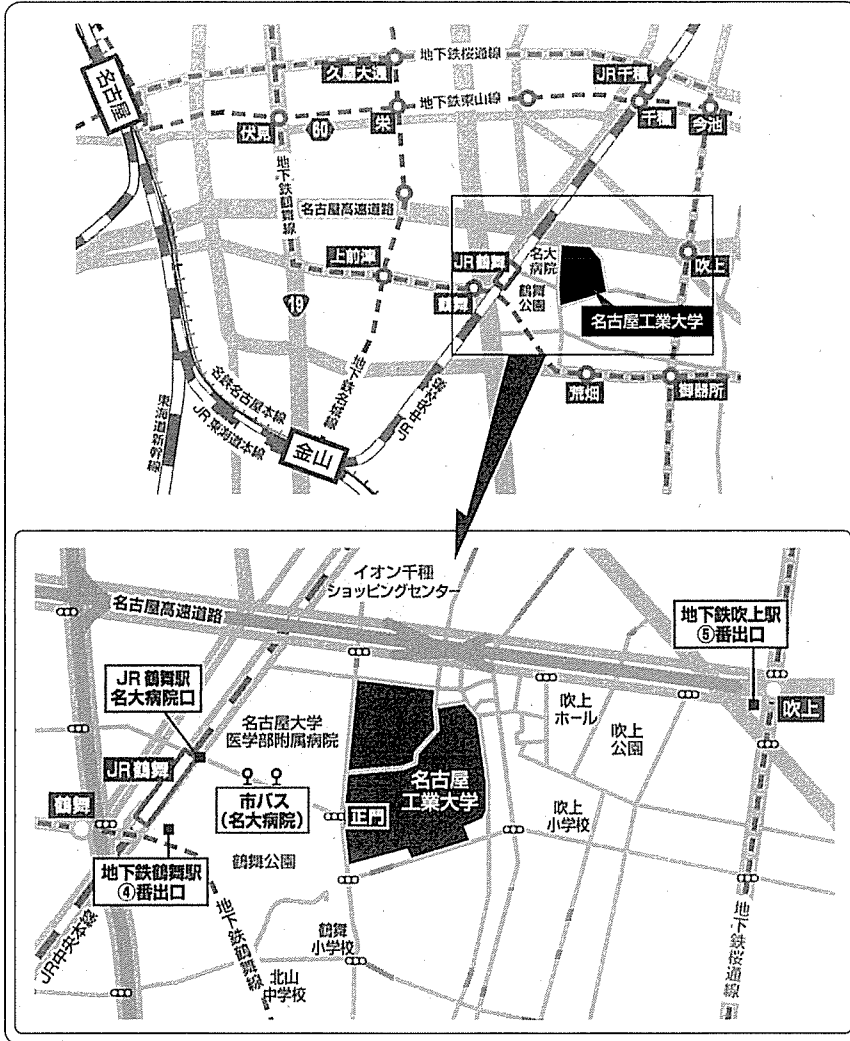 地下鉄桜通線
久屋大通
JR千種
名古屋
地下鉄東山線
伏見
60
栄
千種
今池
地下鉄鶴舞線
名古屋高速道路
上前津
JR鶴舞
名大
病院
吹上
鶴舞
鶴舞
公園
19
名古屋工業大学
名鉄名古屋本線
地下鉄名城線
JR中央本線
荒畑
御器所
東海道新幹線
JR東海道本線
金山
イオン千種
ショッピングセンター
名古屋高速道路
地下鉄吹上駅
⑤番出口
JR鶴舞駅
名大病院口
名古屋大学
医学部附属病院
吹上
ホール
吹上
吹上
公園
JR鶴舞
名古屋
工業大学
鶴舞
市バス
(名大病院)
正門
吹上
小学校
地下鉄鶴舞駅
④番出口
鶴舞公園
JR中央本線
地下鉄鶴舞線
鶴舞
小学校
地下鉄桜通線
北山
中学校